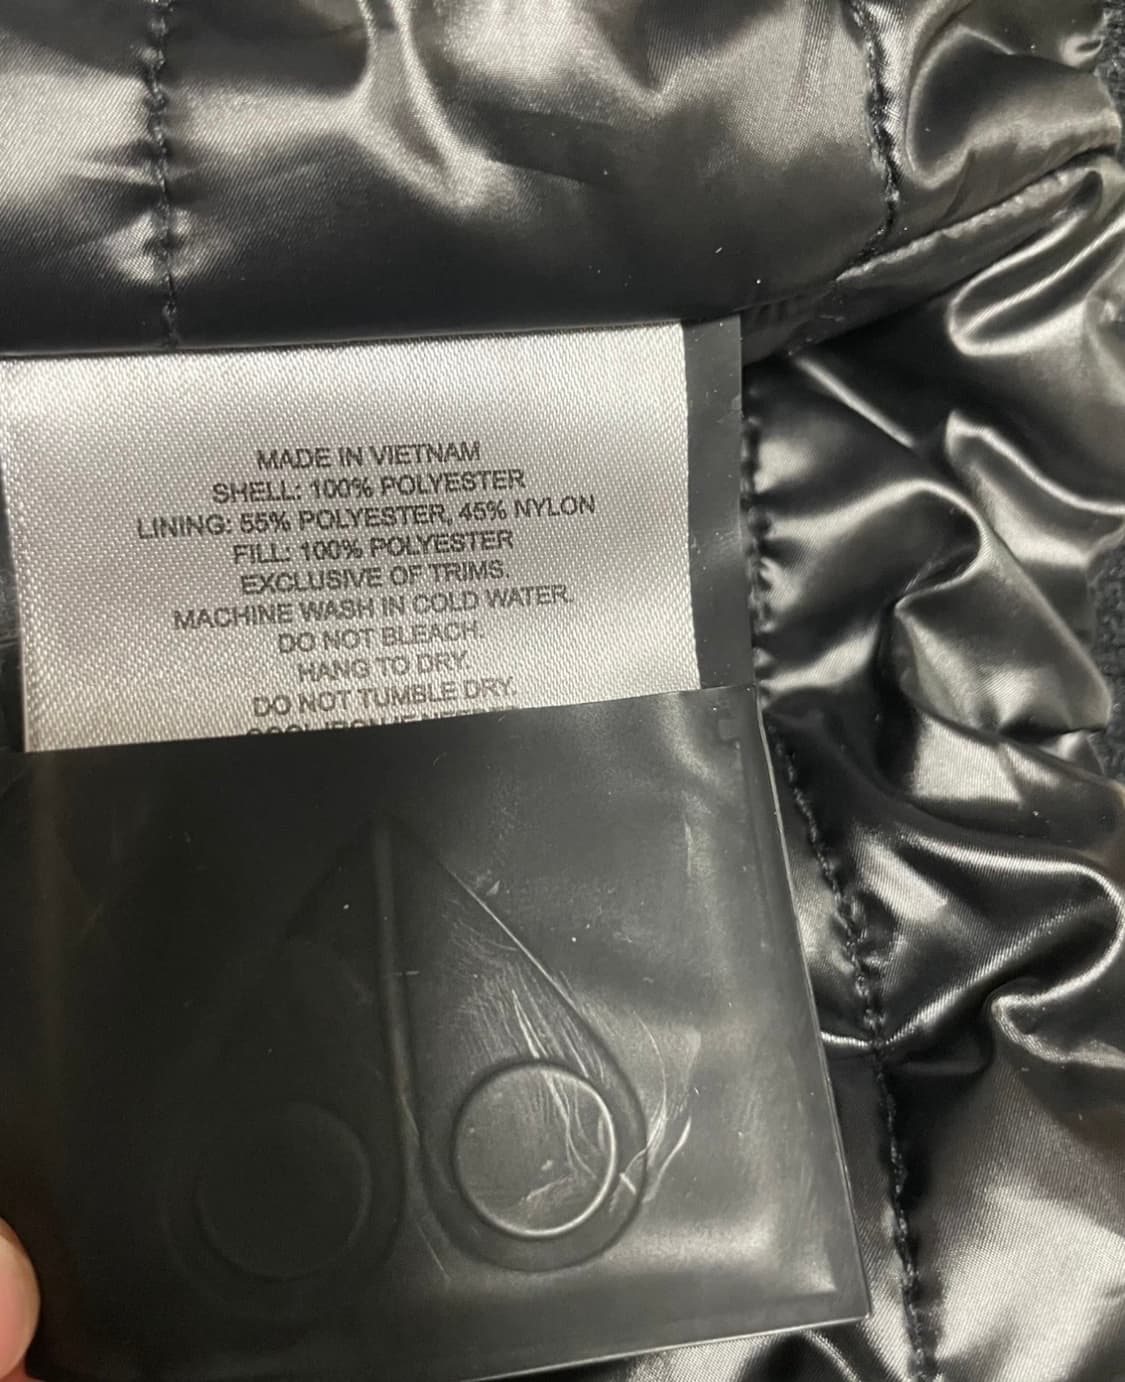 MADE IN VIETNAM
SHELL: 100% POLYESTER
LINING: 55% POLYESTER, 45% NYLON
FILL: 100% POLYESTER
EXCLUSIVE OF TRIMS.
MACHINE WASH IN COLD WATER.
DO NOT BLEACH.
HANG TO DRY.
DO NOT TUMBLE DRY.